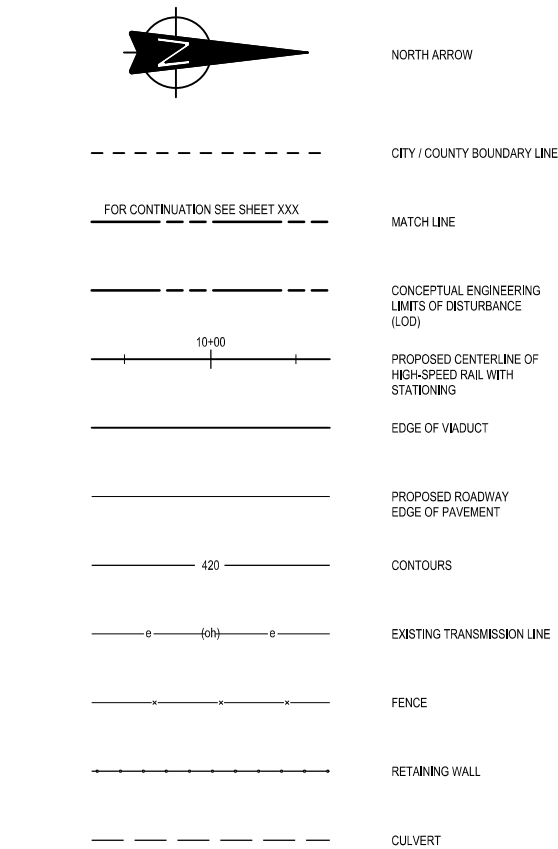 N
NORTH ARROW
CITY / COUNTY BOUNDARY LINE
FOR CONTINUATION SEE SHEET XXX
MATCH LINE
CONCEPTUAL ENGINEERING
LIMITS OF DISTURBANCE
(LOD)
10+00
PROPOSED CENTERLINE OF
HIGH-SPEED RAIL WITH
STATIONING
EDGE OF VIADUCT
PROPOSED ROADWAY
EDGE OF PAVEMENT
420
CONTOURS
e (oh) e
EXISTING TRANSMISSION LINE
x x x
FENCE
RETAINING WALL
CULVERT